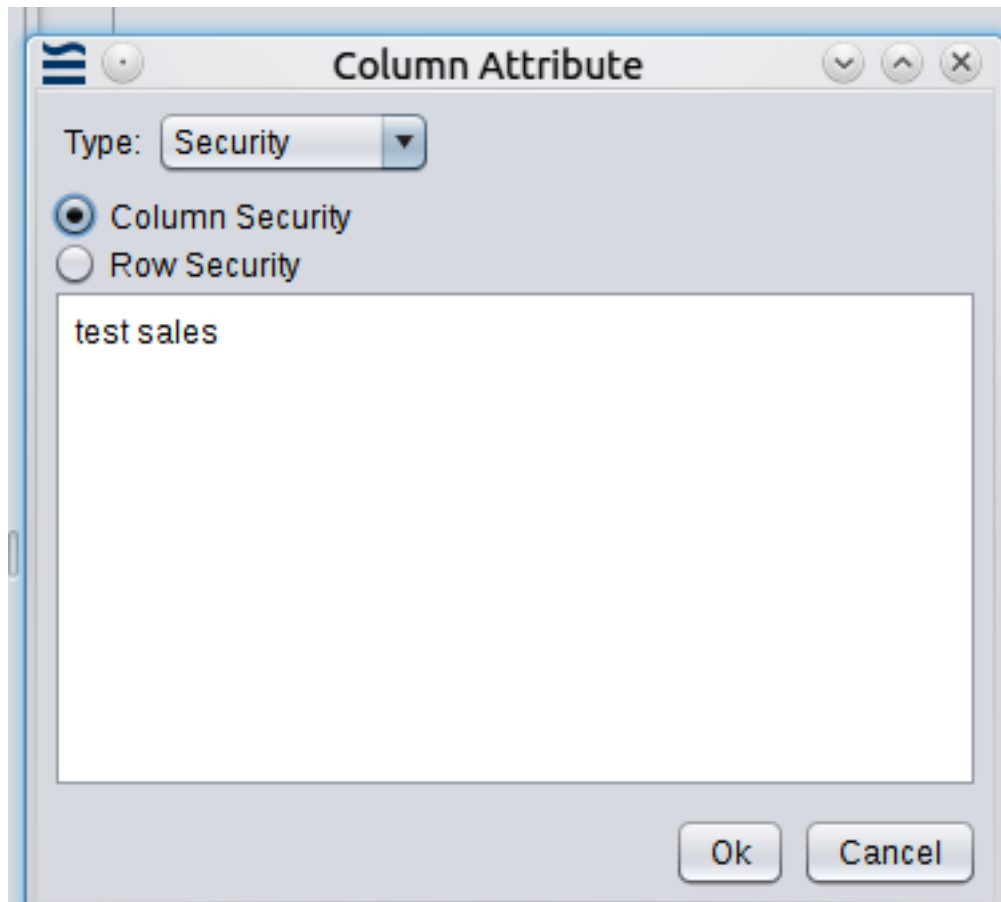 Column Attribute
Type: Security
Column Security
Row Security
test sales
Ok Cancel